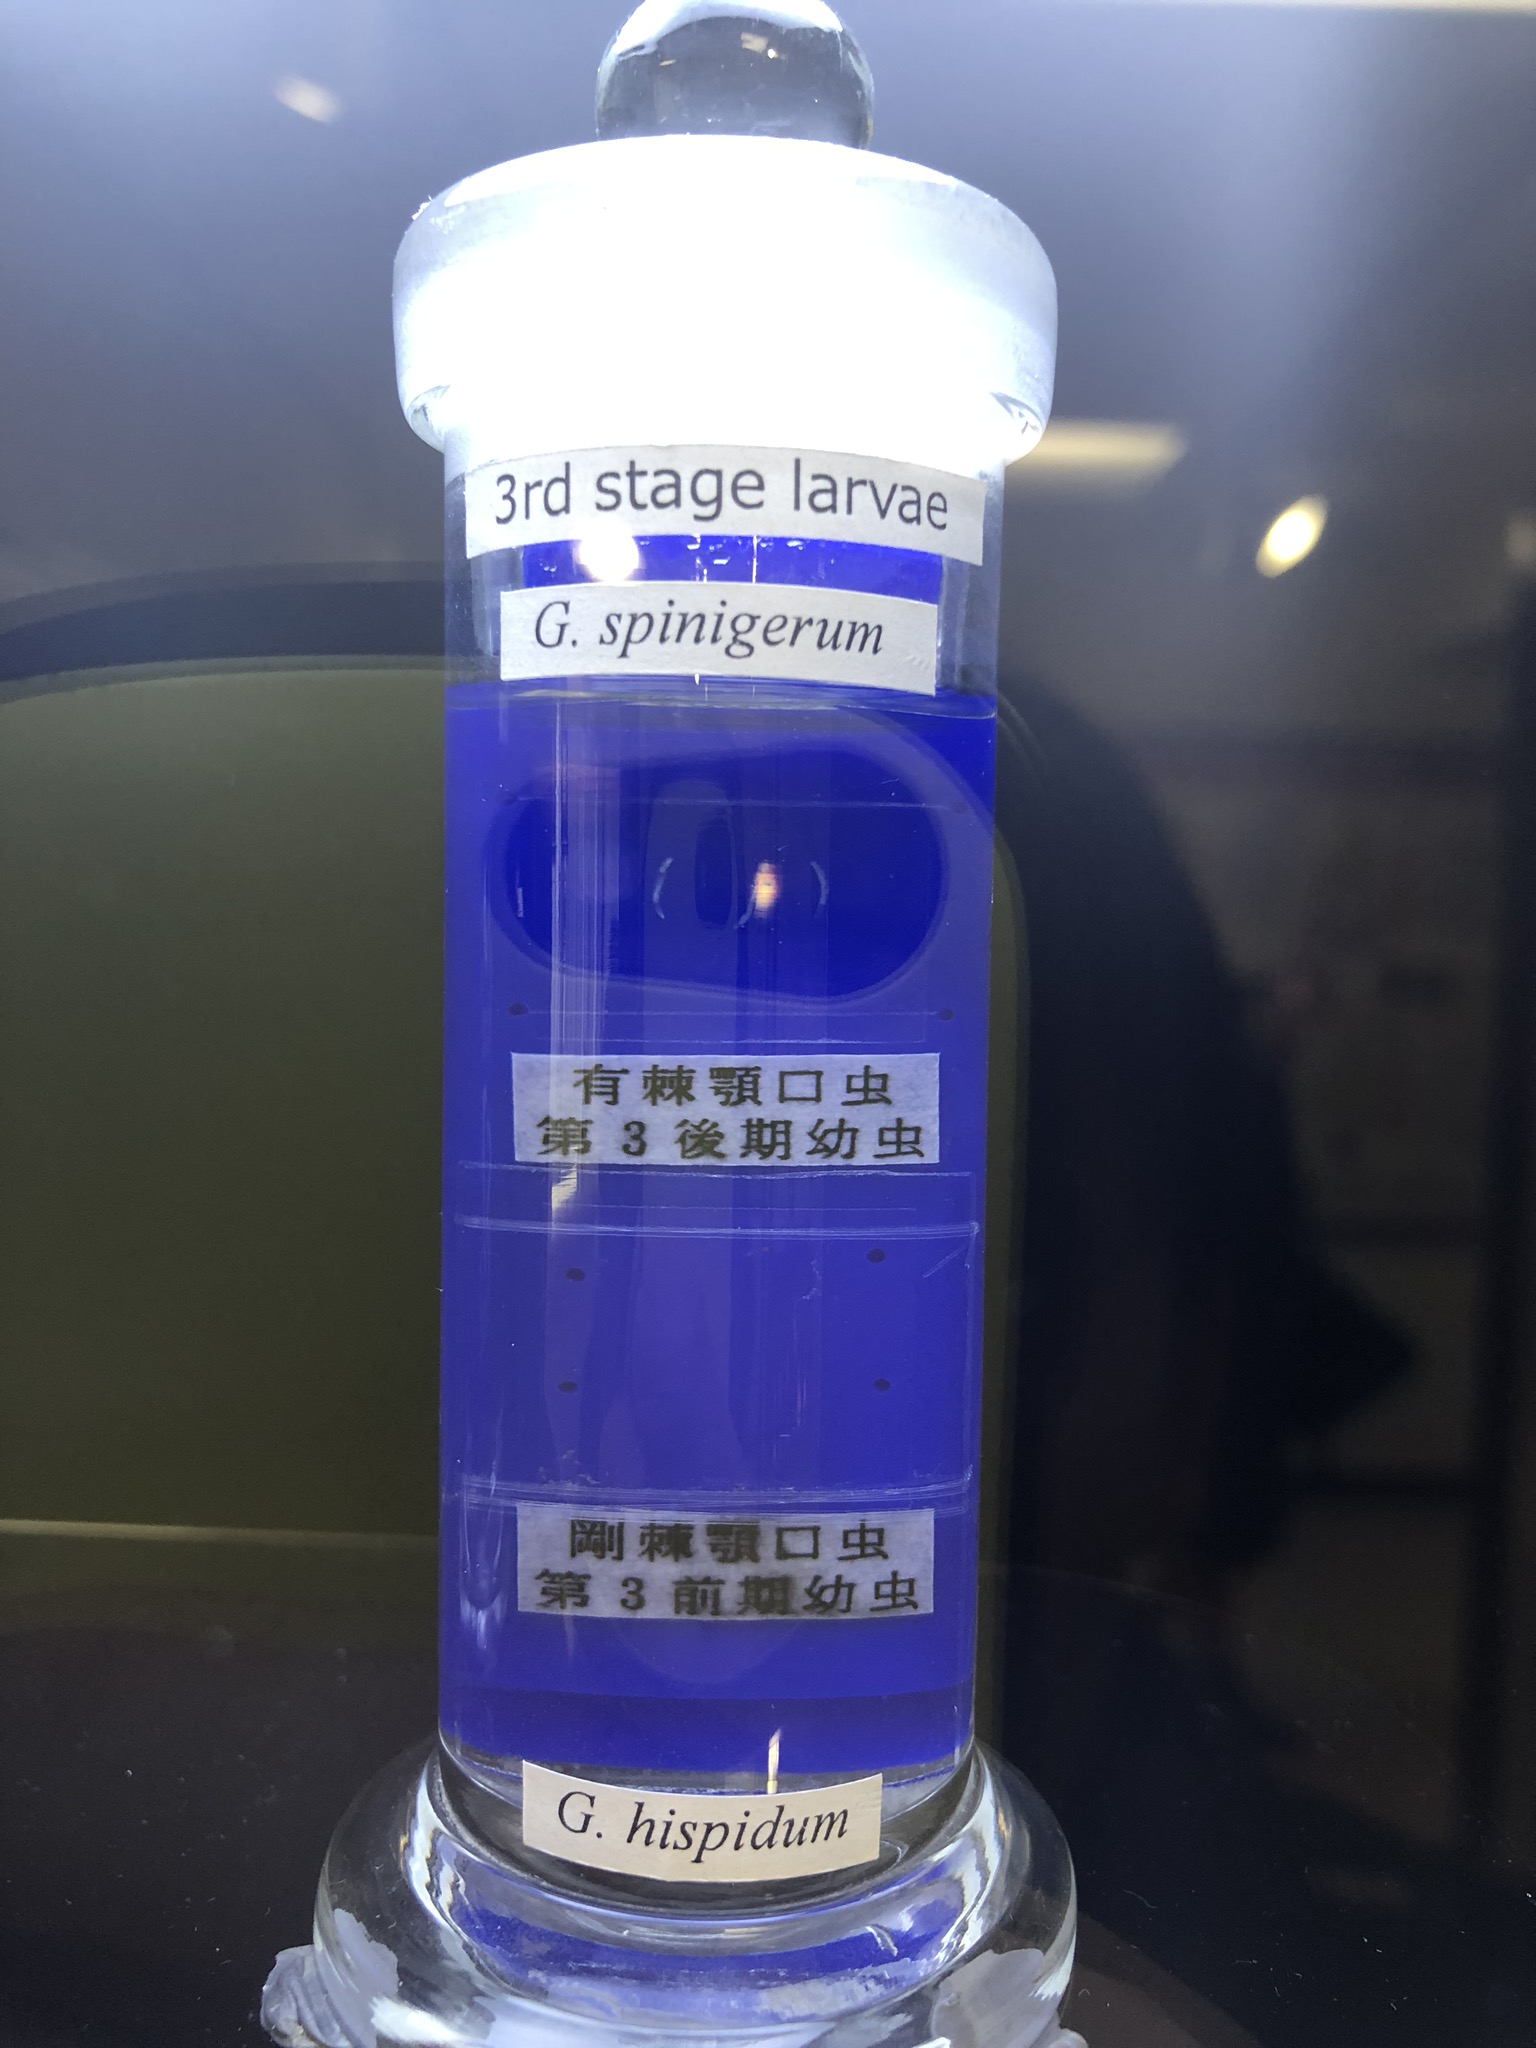 3rd stage larvae
G. spinigerum
有棘顎口虫
第3後期幼虫
剛棘顎口虫
第3前期幼虫
G. hispidum